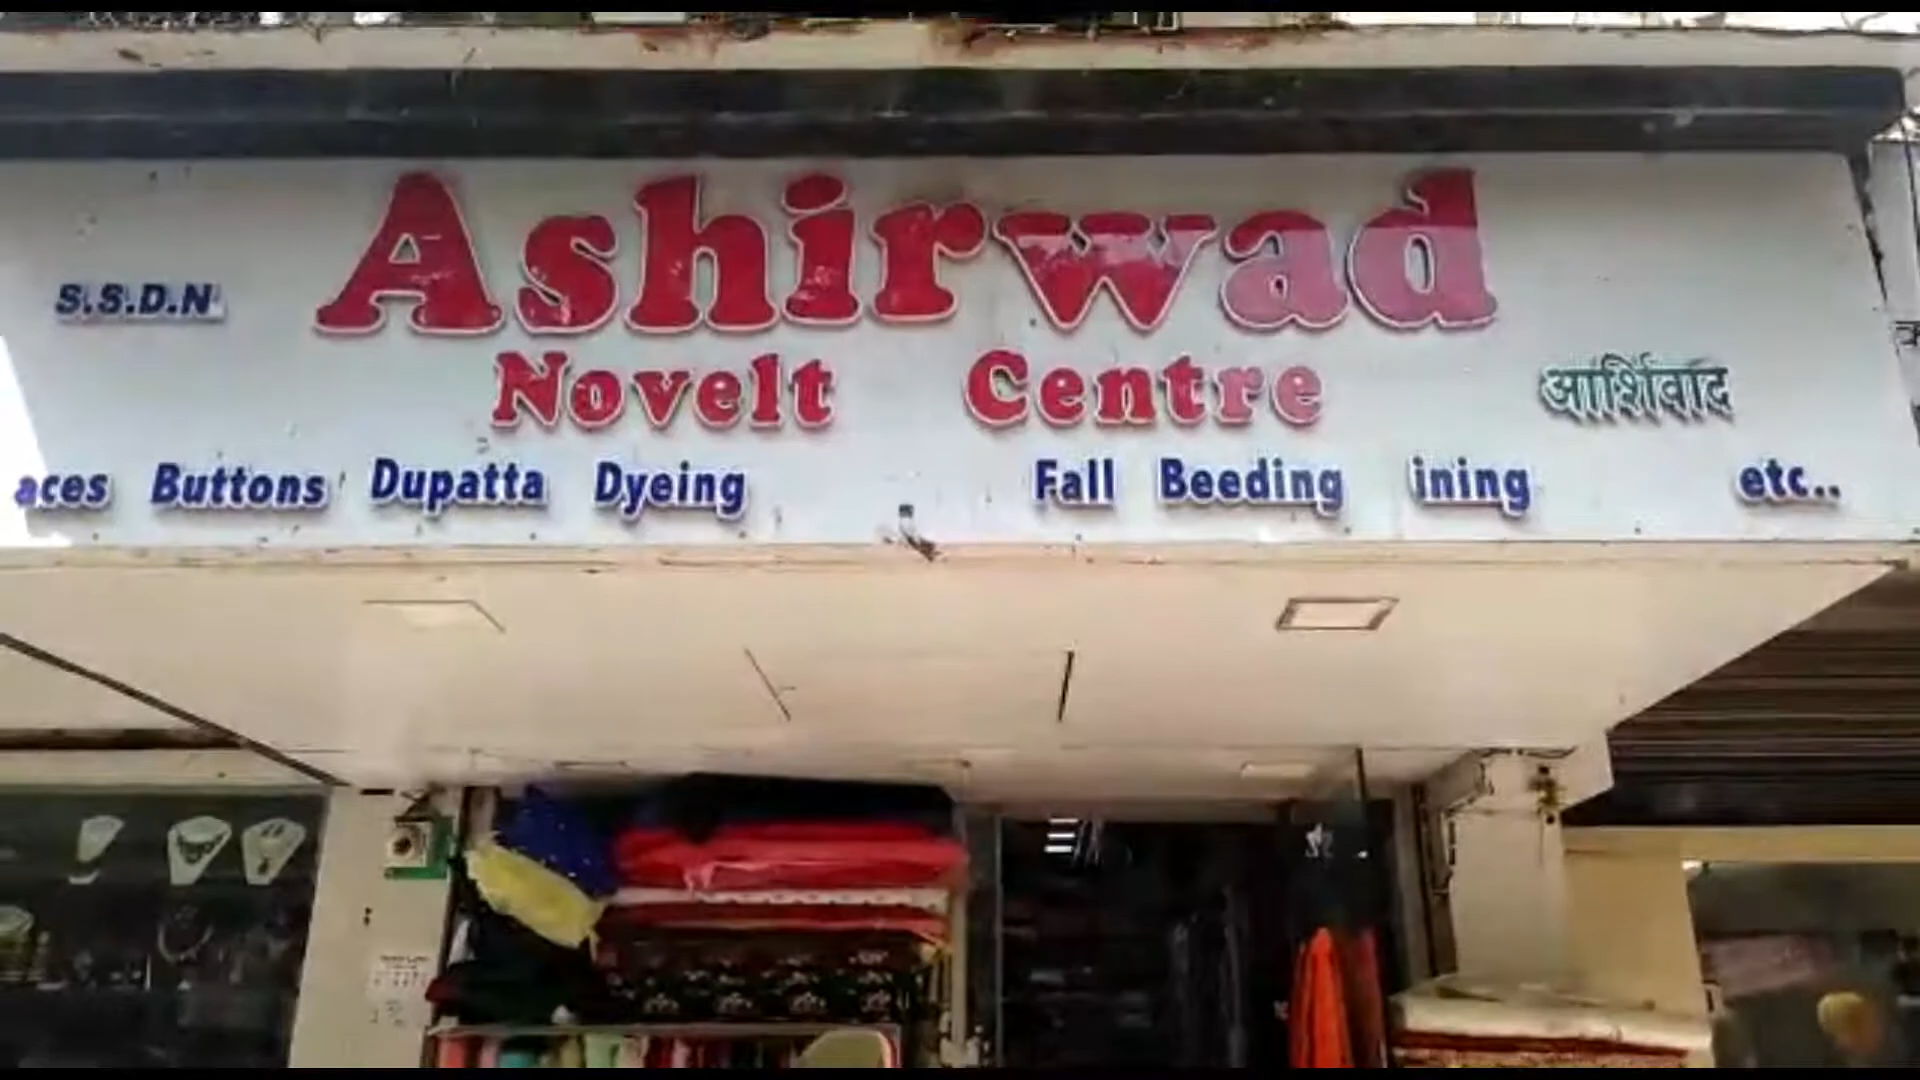 Ashirwad
S.S.D.N
Novelt Centre
आर्शिवाद
aces Buttons Dupatta Dyeing Fall Beeding ining etc..